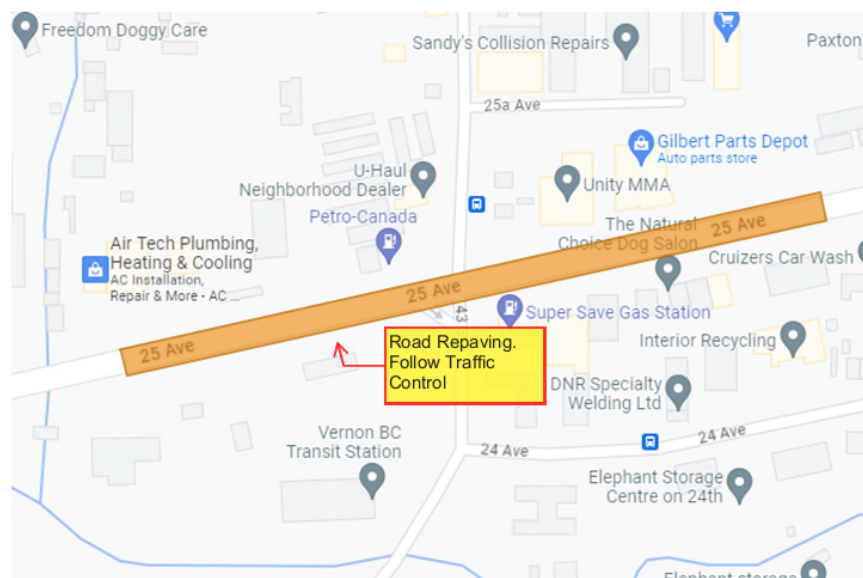 Freedom Doggy Care
Sandy's Collision Repairs
Paxton
25a Ave
Gilbert Parts Depot
Auto parts store
U-Haul
Neighborhood Dealer
Unity MMA
Petro-Canada
The Natural
Choice Dog Salon
25 Ave
Cruizers Car Wash
Air Tech Plumbing,
Heating & Cooling
AC Installation,
Repair & More - AC ...
25 Ave
43 S
Super Save Gas Station
25 Ave
Road Repaving.
Follow Traffic
Control
Interior Recycling
DNR Specialty
Welding Ltd
Vernon BC
Transit Station
24 Ave
24 Ave
Elephant Storage
Centre on 24th
Elephant storage